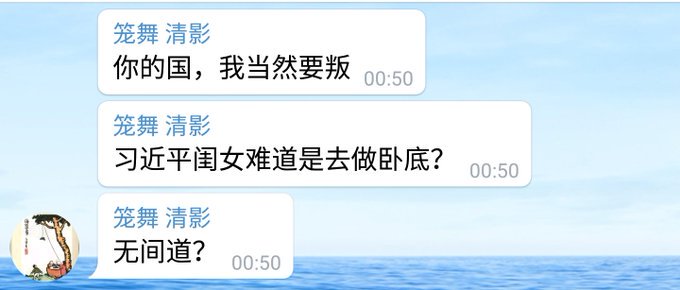 笼舞 清影
你的国，我当然要叛 00:50
笼舞 清影
习近平闺女难道是去做卧底？ 00:50
笼舞 清影
无间道？ 00:50